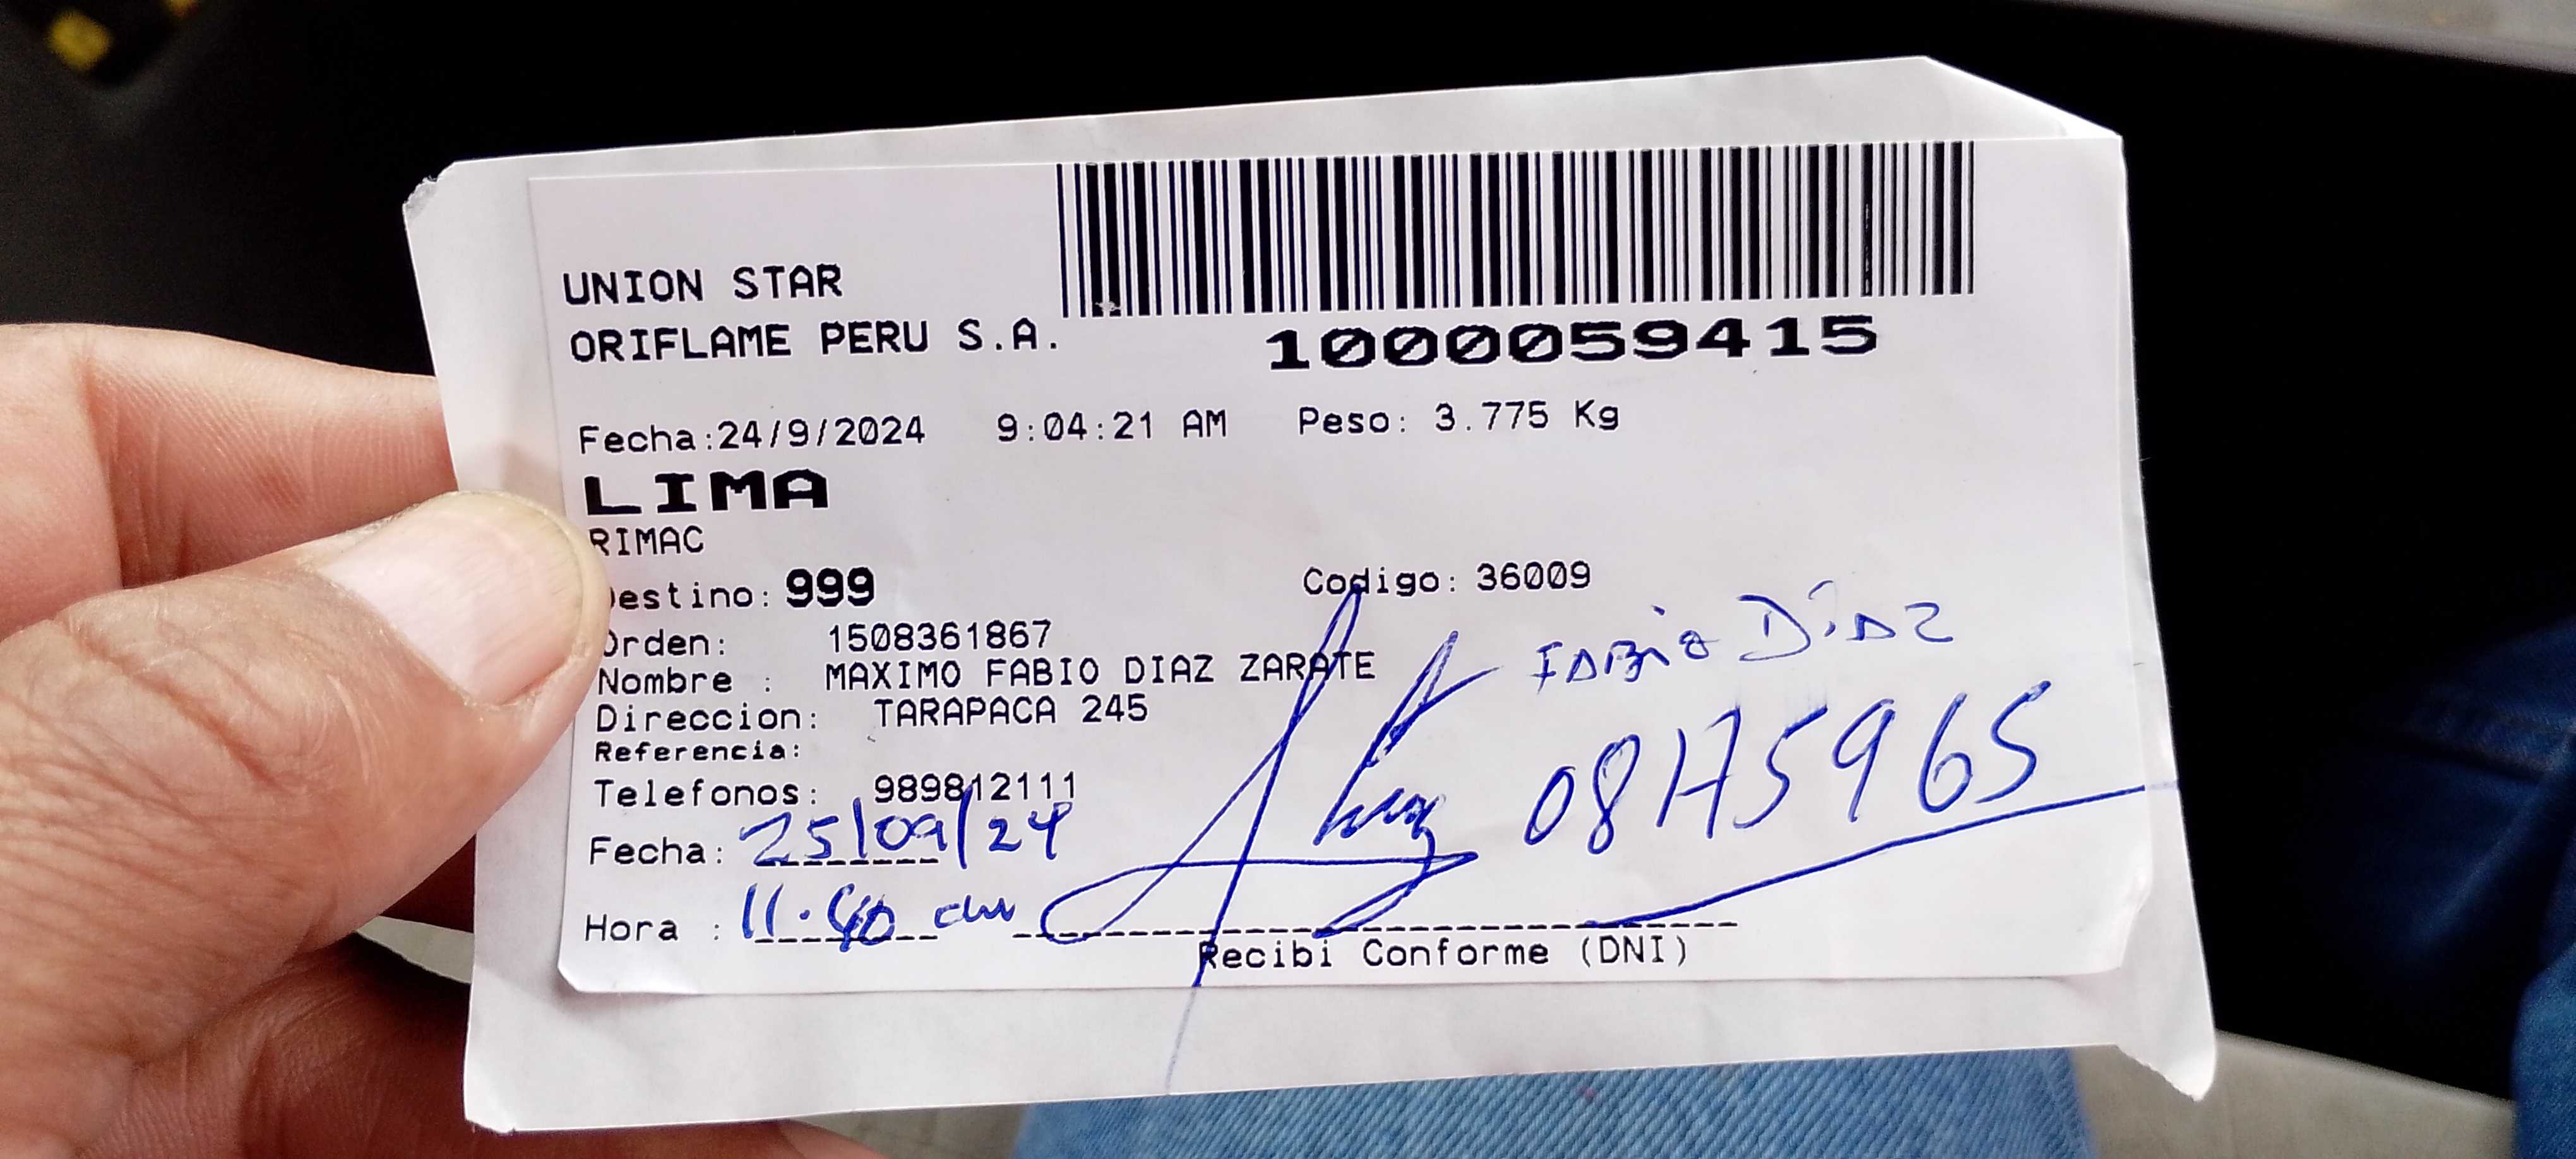 UNION STAR
ORIFLAME PERU S.A.
1000059415
Fecha:24/9/2024 9:04:21 AM Peso: 3.775 Kg
LIMA
RIMAC
estino: 999 Codigo: 36009
Orden: 1508361867
Nombre : MAXIMO FABIO DIAZ ZARATE
FABIO DIAZ
Direccion: TARAPACA 245
Referencia:
Telefonos: 989812111
Fecha: 25/09/24
Hora : 11.40 am
Recibi Conforme (DNI)